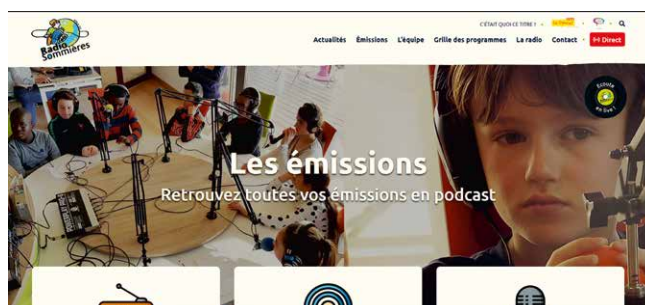 C'ÉTAIT QUOI CE TITRE ?
Radio
Sommières
Actualités Émissions L'équipe Grille des programmes La radio Contact Direct
Écoute
en live !
Les émissions
Retrouvez toutes vos émissions en podcast